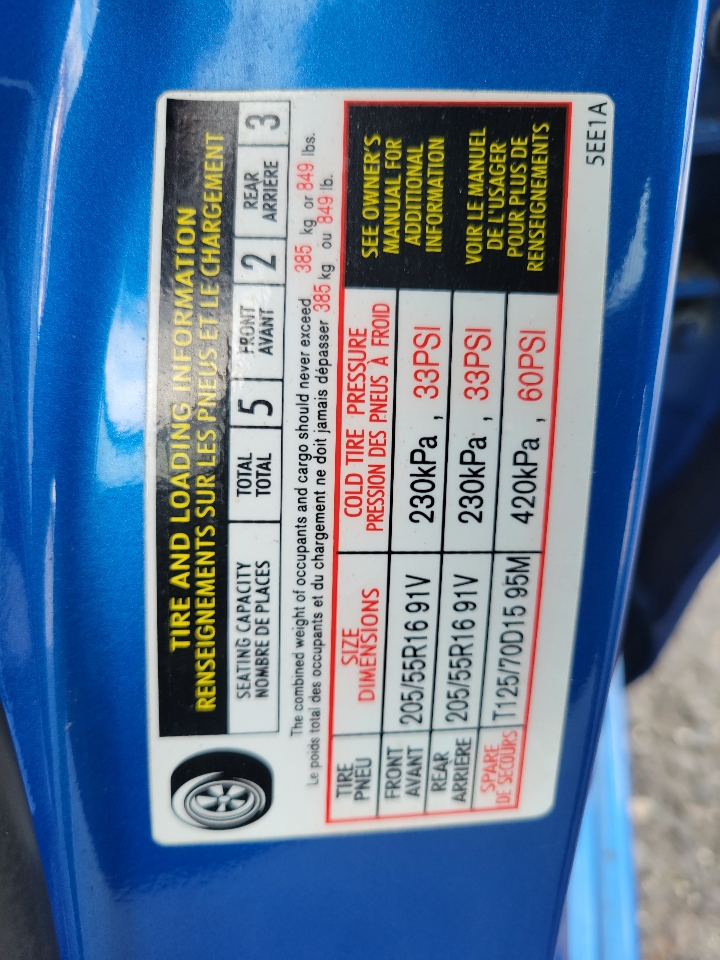 TIRE AND LOADING INFORMATION
RENSEIGNEMENTS SUR LES PNEUS ET LE CHARGEMENT
SEATING CAPACITY
NOMBRE DE PLACES
TOTAL
TOTAL
5
FRONT
AVANT
2
REAR
ARRIÈRE
3
The combined weight of occupants and cargo should never exceed 385 kg or 849 lbs.
Le poids total des occupants et du chargement ne doit jamais dépasser 385 kg ou 849 lb.
TIRE
PNEU
SIZE
DIMENSIONS
COLD TIRE PRESSURE
PRESSION DES PNEUS À FROID
FRONT
AVANT
205/55R16 91V
230kPa , 33PSI
REAR
ARRIÈRE
205/55R16 91V
230kPa , 33PSI
SPARE
DE SECOURS
T125/70D15 95M
420kPa , 60PSI
SEE OWNER'S
MANUAL FOR
ADDITIONAL
INFORMATION
VOIR LE MANUEL
DE L'USAGER
POUR PLUS DE
RENSEIGNEMENTS
5EE1A